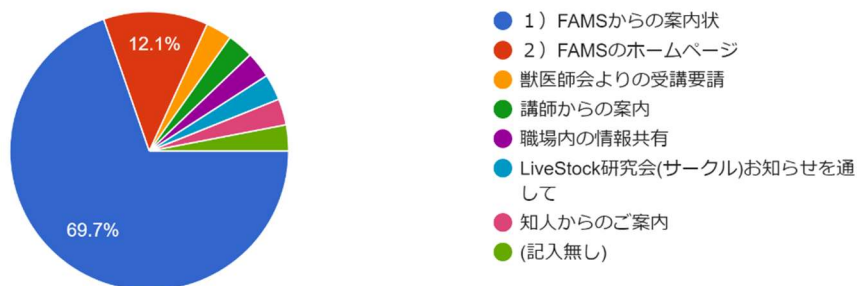 12.1%
69.7%
１）FAMSからの案内状
２）FAMSのホームページ
獣医師会よりの受講要請
講師からの案内
職場内の情報共有
LiveStock研究会(サークル)お知らせを通
して
知人からのご案内
(記入無し)